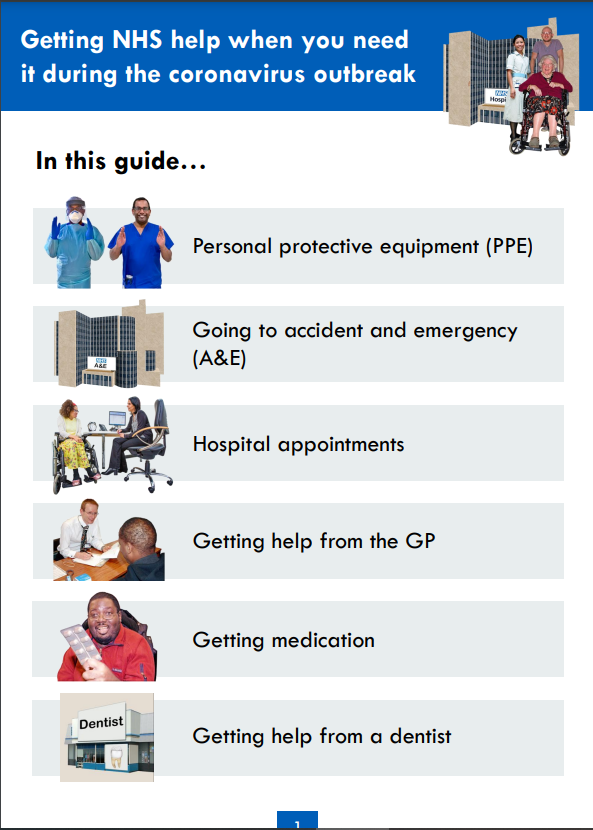 Getting NHS help when you need
it during the coronavirus outbreak
NHS
Hospi
In this guide…
Personal protective equipment (PPE)
Going to accident and emergency
(A&E)
NHS
A&E
Hospital appointments
Getting help from the GP
Getting medication
Dentist
Getting help from a dentist
1